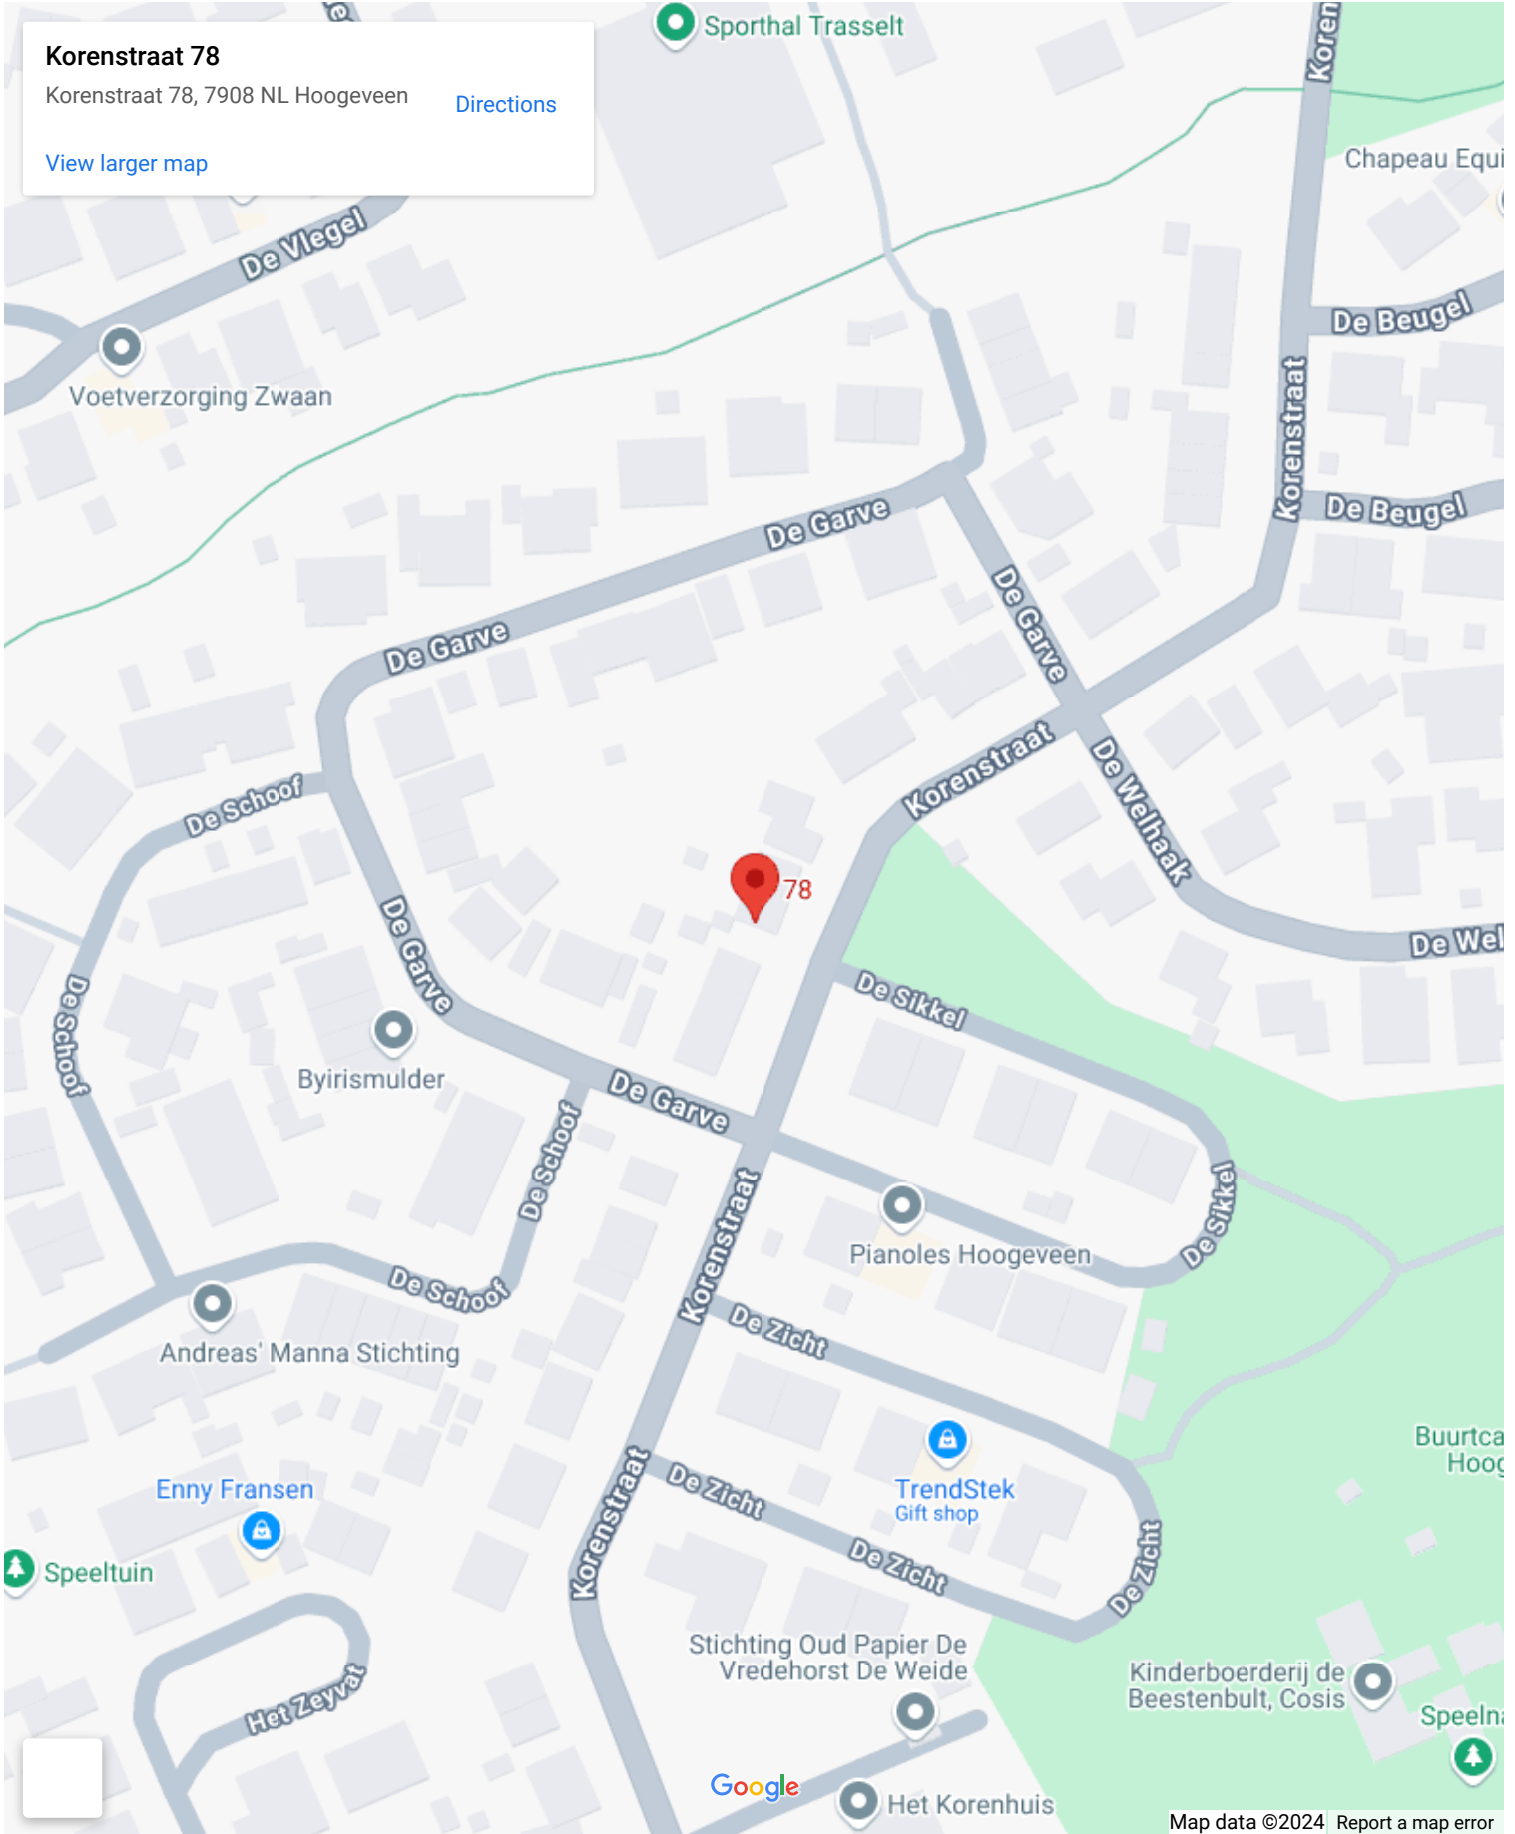 Korenstraat 78
Korenstraat 78, 7908 NL Hoogeveen
Directions
View larger map
Sporthal Trasselt
Koren
Chapeau Equi
De Vlegel
De Beugel
Voetverzorging Zwaan
Korenstraat
De Beugel
De Garve
De Garve
De Garve
Korenstraat
De Schoof
De Welhaak
78
De Garve
De Wel
De Sikkel
De Schoof
Byirismulder
De Garve
De Schoof
De Sikkel
Korenstraat
Pianoles Hoogeveen
De Schoof
De Zicht
Andreas' Manna Stichting
Buurtca
Hoog
Enny Fransen
Korenstraat
De Zicht
TrendStek
Gift shop
De Zicht
De Zicht
Speeltuin
Stichting Oud Papier De
Vredehorst De Weide
Kinderboerderij de
Beestenbult, Cosis
Het Zeyvat
Speelna
Google
Het Korenhuis
Map data ©2024
Report a map error